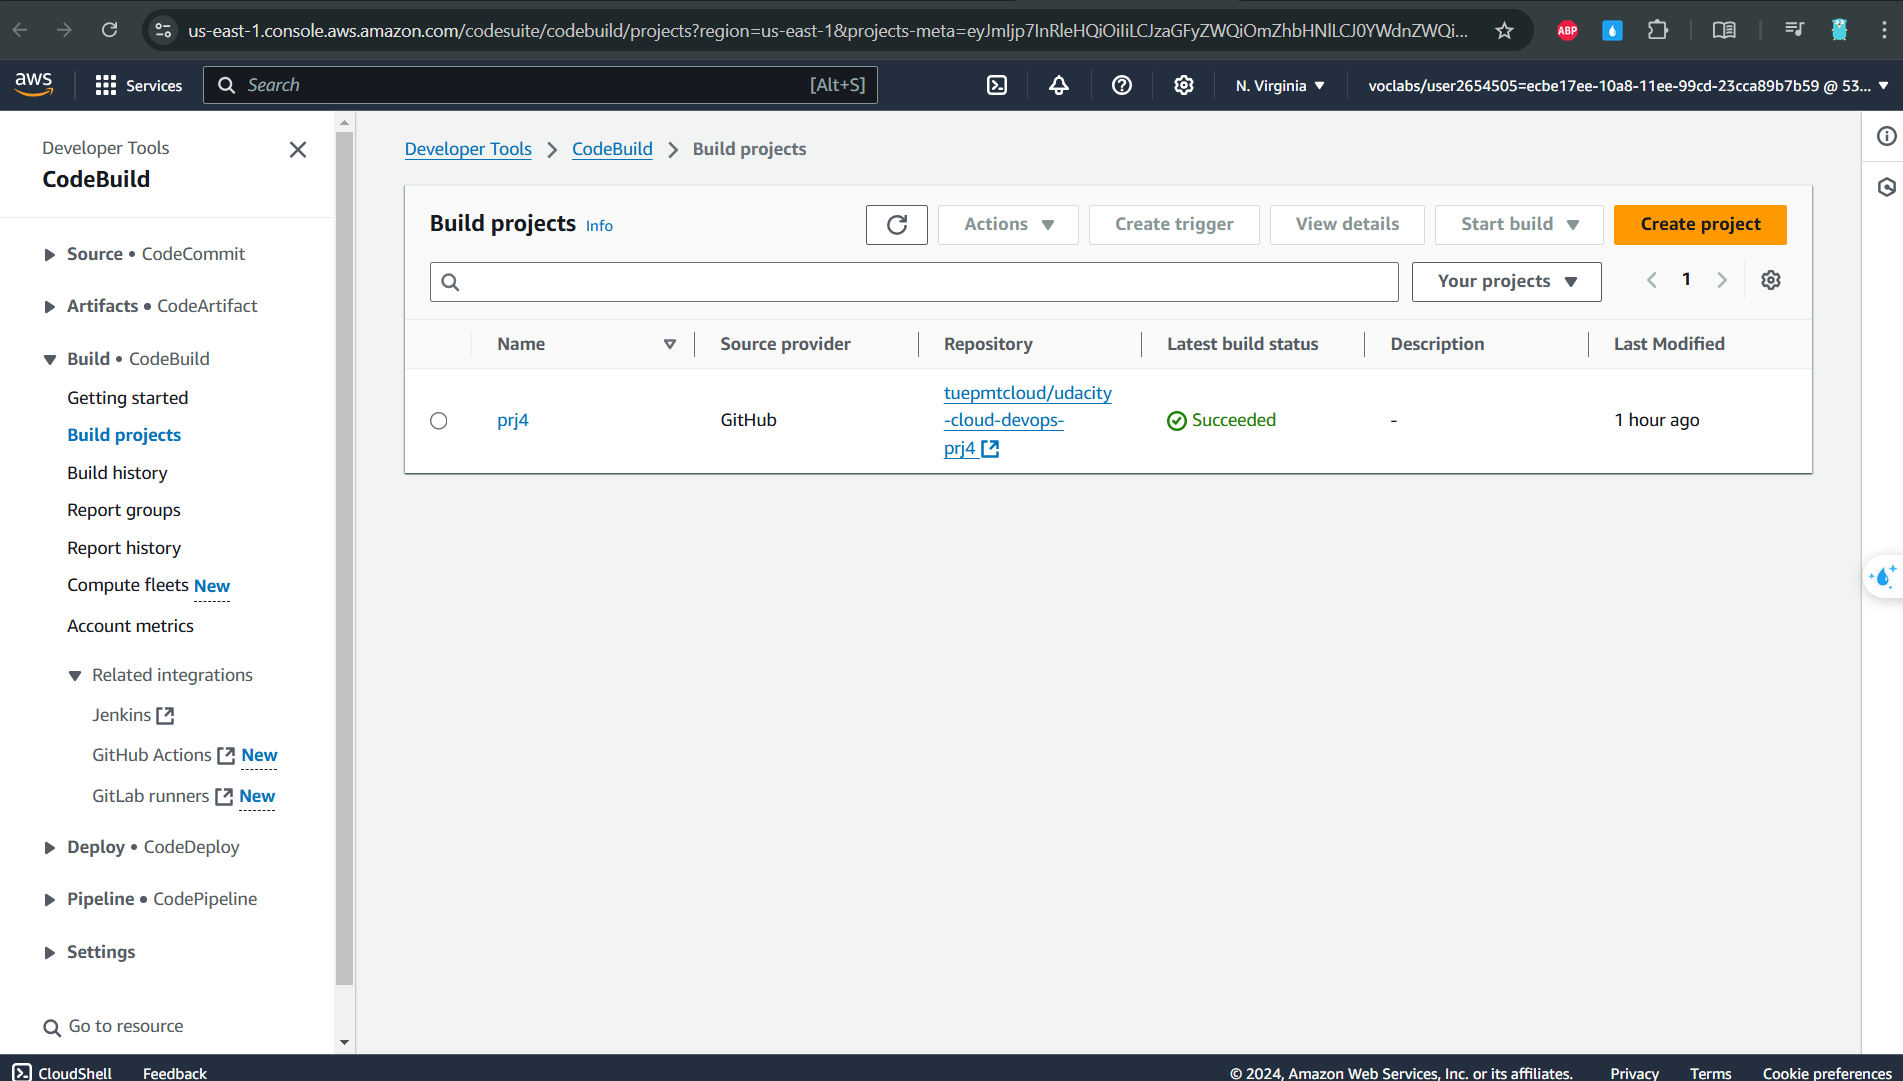 us-east-1.console.aws.amazon.com/codesuite/codebuild/projects?region=us-east-1&projects-meta=eyJmIjp7InRleHQiOiIiLCJzaGFyZWQiOmZhbHNlLCJ0YWdnZWQi...
ABP
aws
Services
Search
[Alt+S]
N. Virginia
voclabs/user2654505=ecbe17ee-10a8-11ee-99cd-23cca89b7b59 @ 53...
Developer Tools
CodeBuild
Source • CodeCommit
Artifacts • CodeArtifact
Build • CodeBuild
Getting started
Build projects
Build history
Report groups
Report history
Compute fleets New
Account metrics
Related integrations
Jenkins
GitHub Actions New
GitLab runners New
Deploy • CodeDeploy
Pipeline • CodePipeline
Settings
Go to resource
Developer Tools > CodeBuild > Build projects
Build projects Info
Actions
Create trigger
View details
Start build
Create project
Your projects
1
Name
Source provider
Repository
Latest build status
Description
Last Modified
prj4
GitHub
tuepmtcloud/udacity
-cloud-devops-
prj4
Succeeded
-
1 hour ago
CloudShell
Feedback
© 2024, Amazon Web Services, Inc. or its affiliates.
Privacy
Terms
Cookie preferences